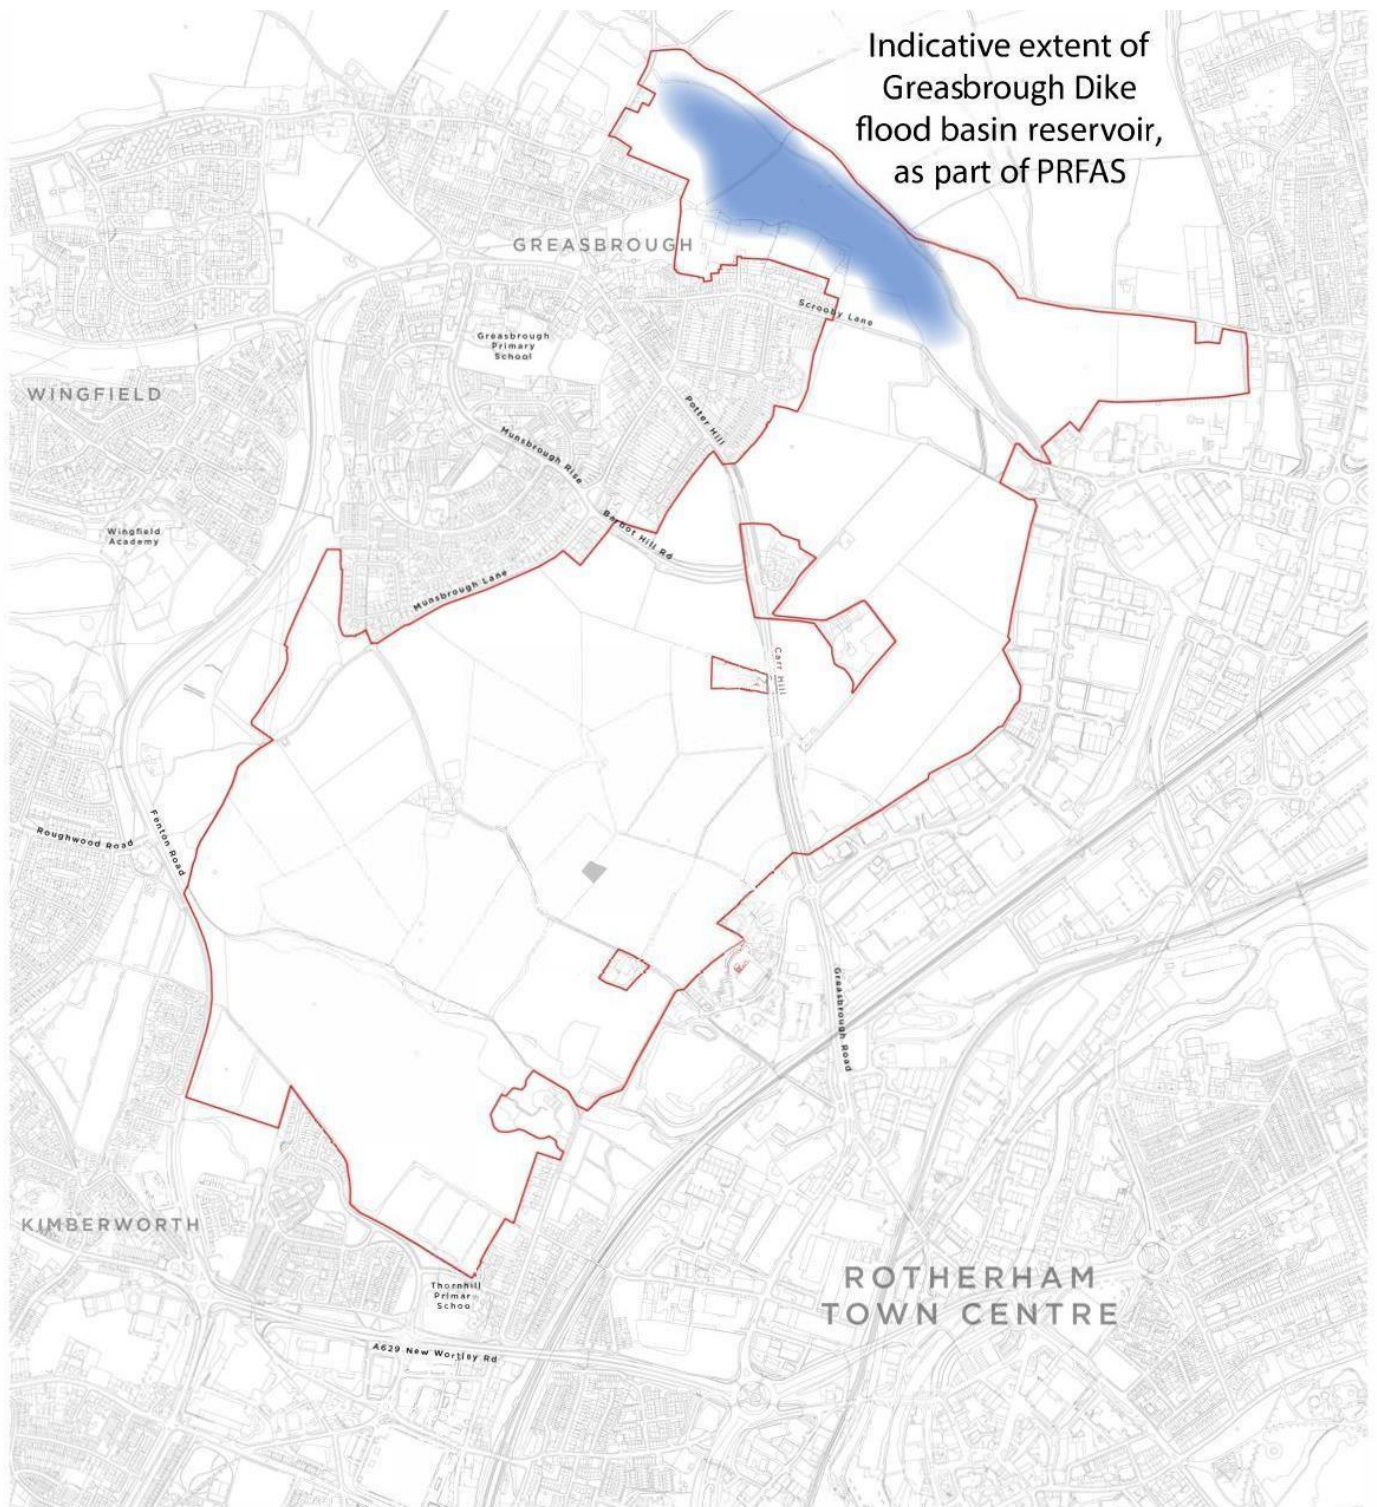 Indicative extent of
Greasbrough Dike
flood basin reservoir,
as part of PRFAS
GREASBROUGH
Scrooby Lane
Greasbrough
Primary
School
WINGFIELD
Potter Hill
Munsbrough Rise
Wingfield
Academy
Barbot Hill Rd
Munsbrough Lane
Carr Hill
Roughwood Road
Fenton Road
Greasbrough Road
KIMBERWORTH
ROTHERHAM
TOWN CENTRE
Thornhill
Primar
Schoo
A629 New Wortley Rd